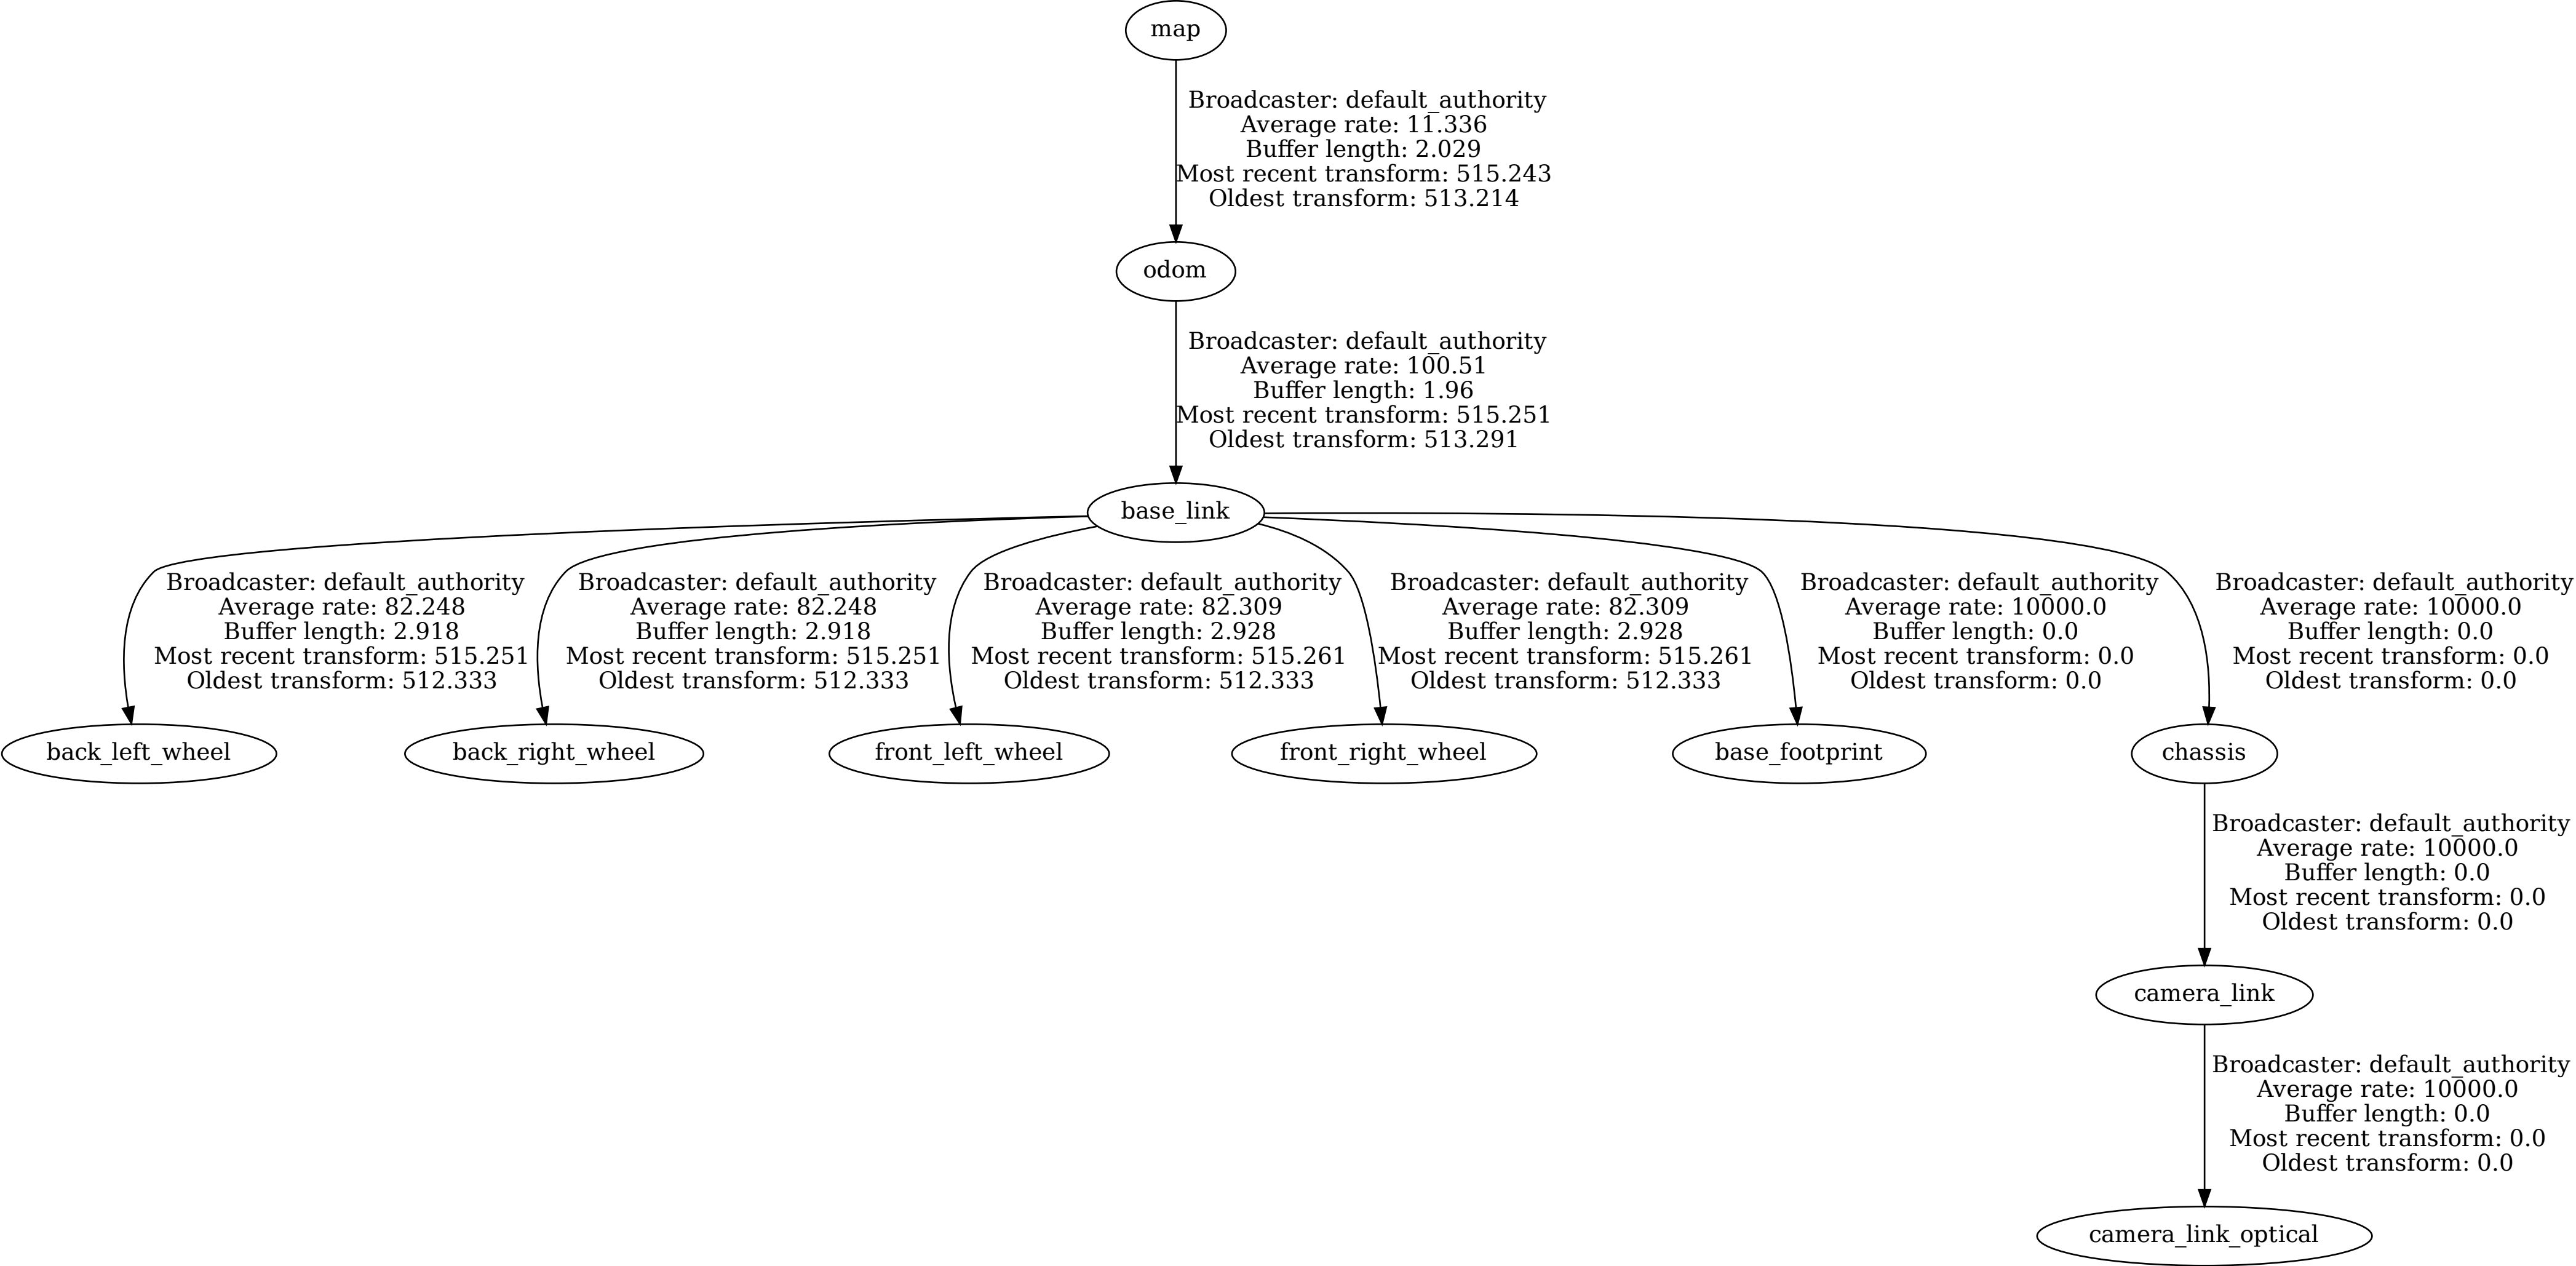 map
Broadcaster: default_authority
Average rate: 11.336
Buffer length: 2.029
Most recent transform: 515.243
Oldest transform: 513.214
odom
Broadcaster: default_authority
Average rate: 100.51
Buffer length: 1.96
Most recent transform: 515.251
Oldest transform: 513.291
base_link
Broadcaster: default_authority
Average rate: 82.248
Buffer length: 2.918
Most recent transform: 515.251
Oldest transform: 512.333
Broadcaster: default_authority
Average rate: 82.248
Buffer length: 2.918
Most recent transform: 515.251
Oldest transform: 512.333
Broadcaster: default_authority
Average rate: 82.309
Buffer length: 2.928
Most recent transform: 515.261
Oldest transform: 512.333
Broadcaster: default_authority
Average rate: 82.309
Buffer length: 2.928
Most recent transform: 515.261
Oldest transform: 512.333
Broadcaster: default_authority
Average rate: 10000.0
Buffer length: 0.0
Most recent transform: 0.0
Oldest transform: 0.0
Broadcaster: default_authority
Average rate: 10000.0
Buffer length: 0.0
Most recent transform: 0.0
Oldest transform: 0.0
back_left_wheel
back_right_wheel
front_left_wheel
front_right_wheel
base_footprint
chassis
Broadcaster: default_authority
Average rate: 10000.0
Buffer length: 0.0
Most recent transform: 0.0
Oldest transform: 0.0
camera_link
Broadcaster: default_authority
Average rate: 10000.0
Buffer length: 0.0
Most recent transform: 0.0
Oldest transform: 0.0
camera_link_optical